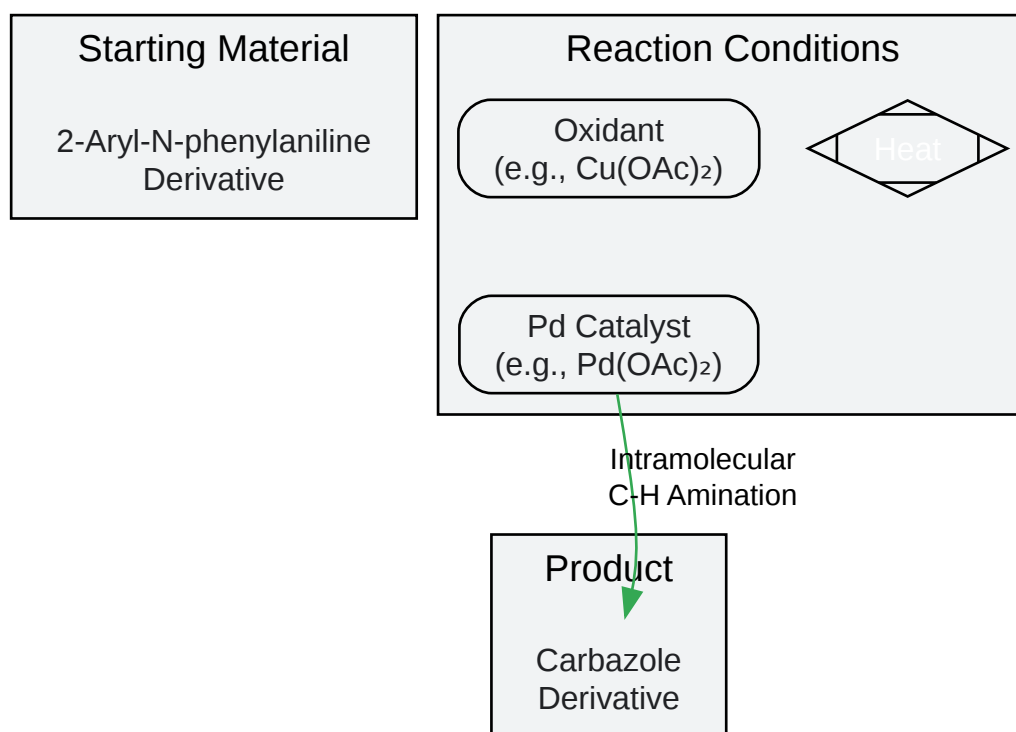 Starting Material
2-Aryl-N-phenylaniline
Derivative
Reaction Conditions
Oxidant
(e.g., Cu(OAc)₂)
Heat
Pd Catalyst
(e.g., Pd(OAc)₂)
Intramolecular
C-H Amination
Product
Carbazole
Derivative